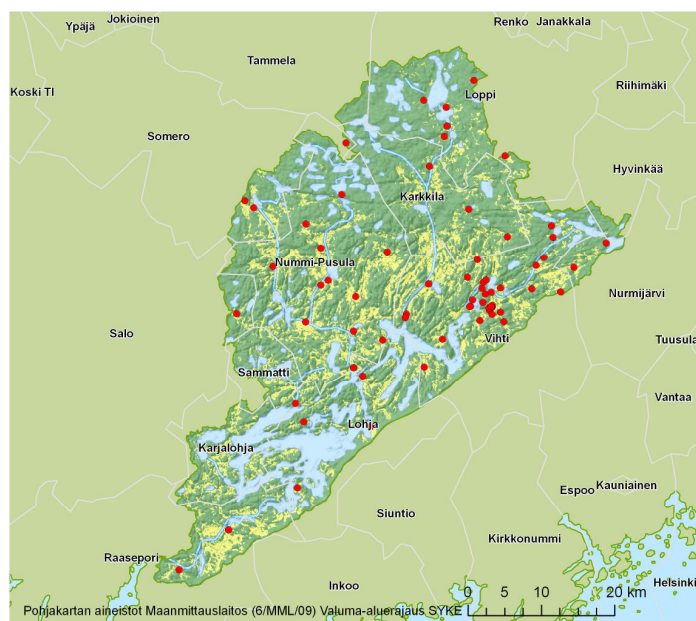 Ypäjä
Jokioinen
Renko
Janakkala
Tammela
Koski Tl
Loppi
Riihimäki
Somero
Hyvinkää
Karkkila
Nummi-Pusula
Nurmijärvi
Salo
Vihti
Tuusula
Sammatti
Vantaa
Lohja
Karjalohja
Espoo
Kauniainen
Siuntio
Kirkkonummi
Raasepori
Inkoo
Helsinki
0 5 10 20 km
Pohjakartan aineistot Maanmittauslaitos (6/MML/09) Valuma-aluerajaus SYKE